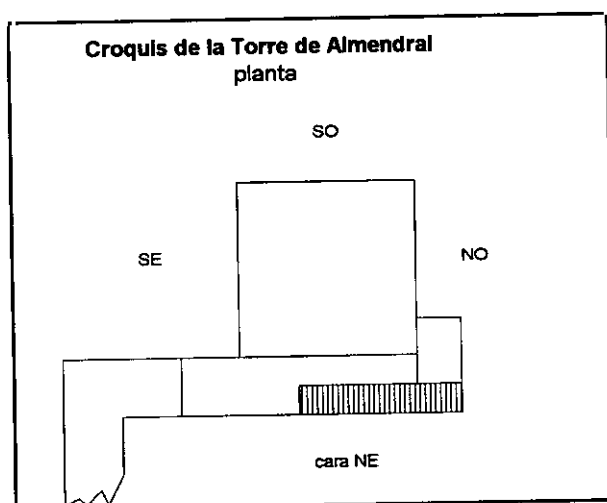 Croquis de la Torre de Almendral
planta
SO
SE
NO
cara NE